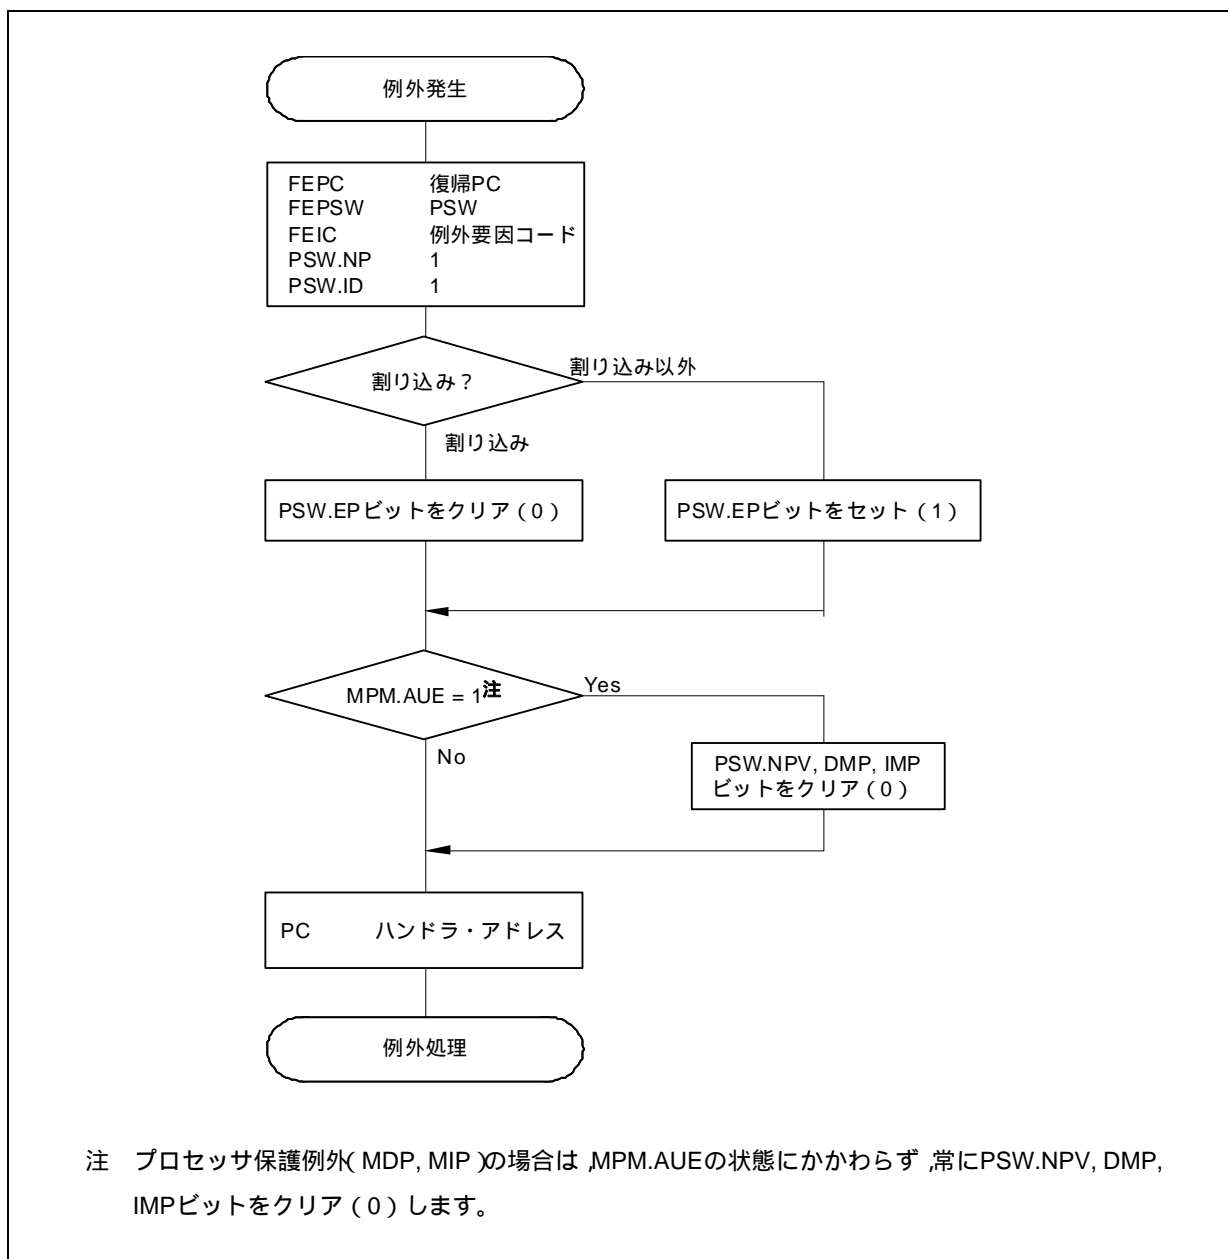 例外発生
FEPC 復帰PC
FEPSW PSW
FEIC 例外要因コード
PSW.NP 1
PSW.ID 1
割り込み？
割り込み以外
割り込み
PSW.EPビットをクリア（0）
PSW.EPビットをセット（1）
MPM.AUE = 1注
Yes
No
PSW.NPV, DMP, IMP
ビットをクリア（0）
PC ハンドラ・アドレス
例外処理
注 プロセッサ保護例外（MDP, MIP）の場合は，MPM.AUEの状態にかかわらず，常にPSW.NPV, DMP,
IMPビットをクリア（0）します。